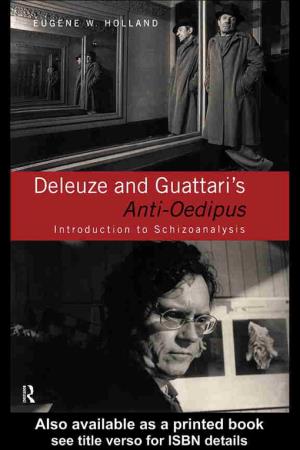 EUGENE W. HOLLAND
Deleuze and Guattari's
Anti-Oedipus
Introduction to Schizoanalysis
R
Also available as a printed book
see title verso for ISBN details